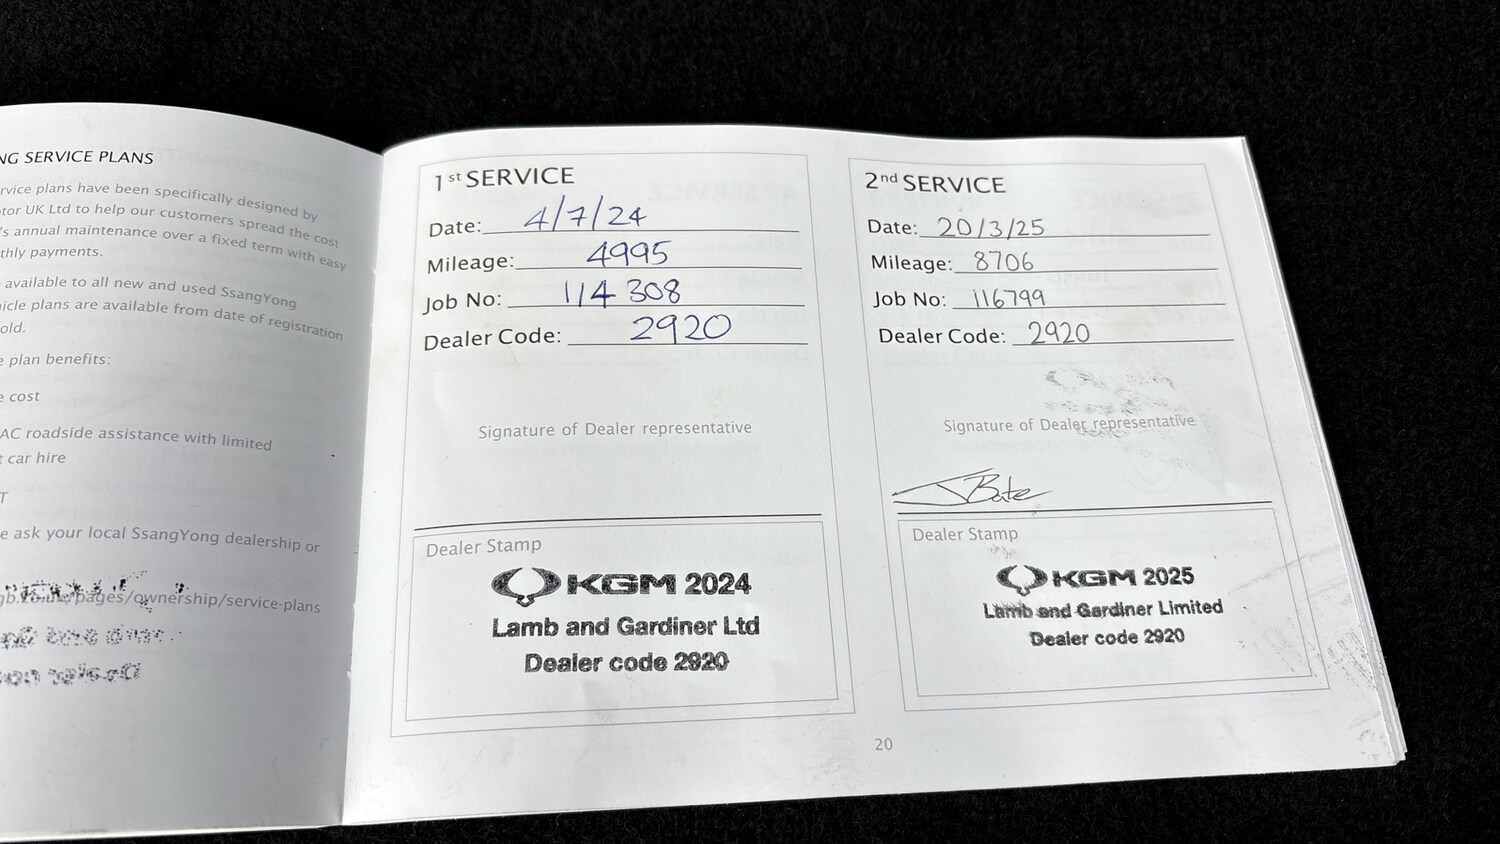 NG SERVICE PLANS
rvice plans have been specifically designed by
tor UK Ltd to help our customers spread the cost
's annual maintenance over a fixed term with easy
thly payments.
available to all new and used SsangYong
icle plans are available from date of registration
old.
e plan benefits:
e cost
AC roadside assistance with limited
t car hire
T
e ask your local SsangYong dealership or
gb.co.uk/pages/ownership/service-plans
1st SERVICE
Date: 4/7/24
Mileage: 4995
Job No: 114 308
Dealer Code: 2920
Signature of Dealer representative
Dealer Stamp
KGM 2024
Lamb and Gardiner Ltd
Dealer code 2920
2nd SERVICE
Date: 20/3/25
Mileage: 8706
Job No: 116799
Dealer Code: 2920
Signature of Dealer representative
JBate
Dealer Stamp
KGM 2025
Lamb and Gardiner Limited
Dealer code 2920
20